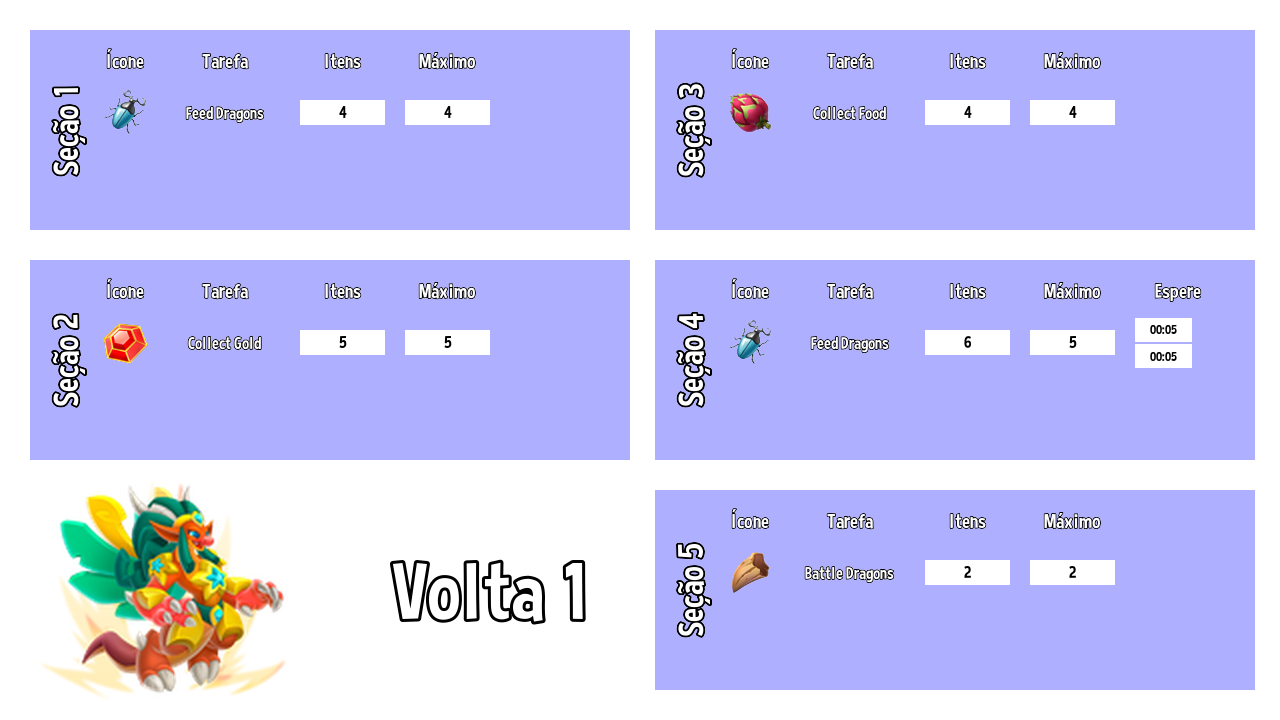 Seção 1
Ícone Tarefa Itens Máximo
Feed Dragons 4 4
Seção 2
Ícone Tarefa Itens Máximo
Collect Gold 5 5
Volta 1
Seção 3
Ícone Tarefa Itens Máximo
Collect Food 4 4
Seção 4
Ícone Tarefa Itens Máximo Espere
Feed Dragons 6 5 00:05
00:05
Seção 5
Ícone Tarefa Itens Máximo
Battle Dragons 2 2